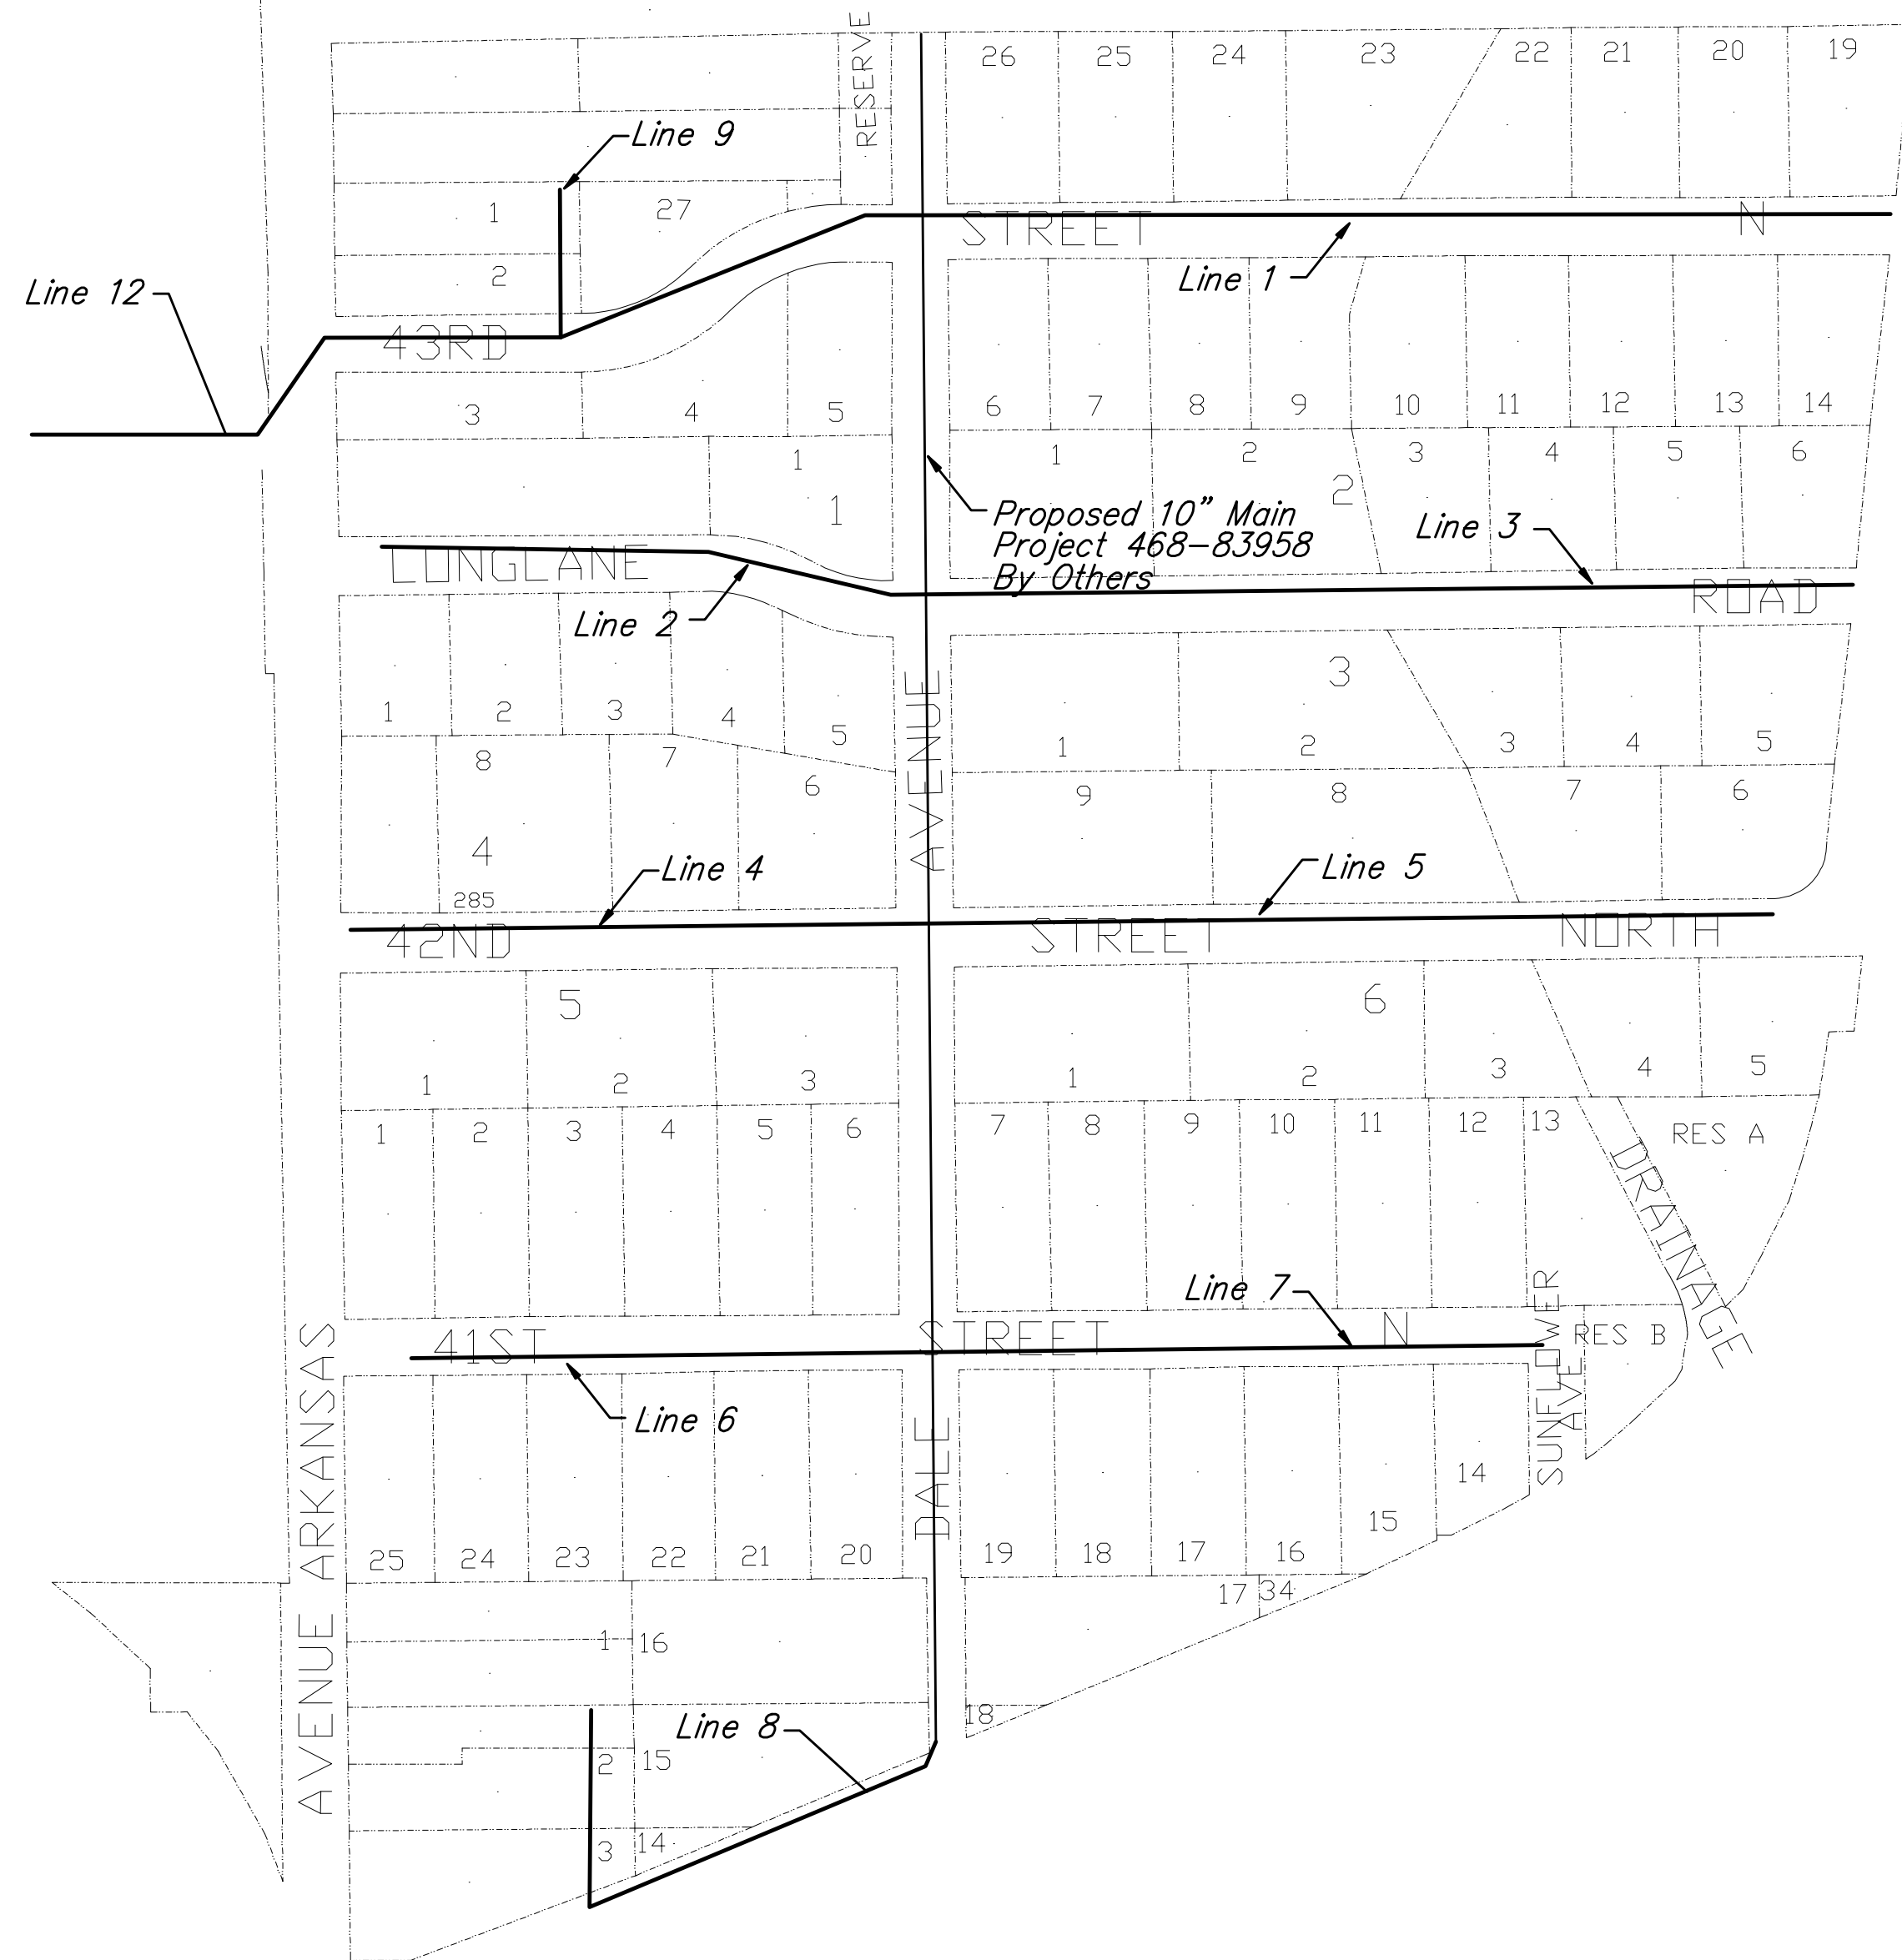 RESERVE
26 25 24 23 22 21 20 19
Line 9
1 27
STREET N
2
Line 12
Line 1
43RD
3 4 5
6 7 8 9 10 11 12 13 14
1
1
1 2 3 4 5 6
2
Proposed 10” Main
Project 468-83958
By Others
Line 3
LONGLANE
ROAD
Line 2
1 2 3 4 5
3
1 2 3 4 5
AVENUE
8 7 6
9 8 7 6
4
285
Line 4
Line 5
42ND STREET NORTH
5
6
1 2 3
1 2 3 4 5
1 2 3 4 5 6
7 8 9 10 11 12 13
RES A
DRAINAGE
Line 7
41ST STREET N
RES B
SUNFLOWER
AVE
Line 6
DALE
AVENUE ARKANSAS
14
15
25 24 23 22 21 20
19 18 17 16
17 34
1 16
18
Line 8
2 15
3 14